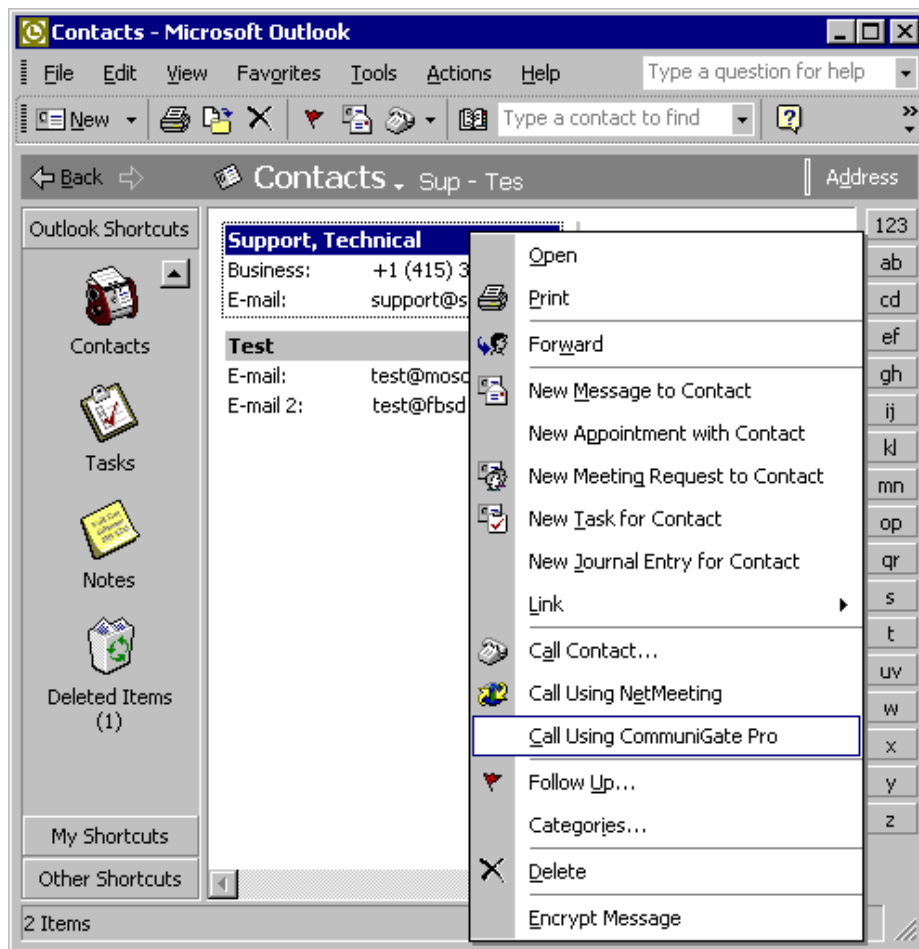 Contacts - Microsoft Outlook
File Edit View Favorites Tools Actions Help Type a question for help
New Type a contact to find
Back Contacts Sup - Tes Address
Outlook Shortcuts
Contacts
Tasks
Notes
Deleted Items
(1)
My Shortcuts
Other Shortcuts
Support, Technical
Business: +1 (415) 3
E-mail: support@s
Test
E-mail: test@mosc
E-mail 2: test@fbsd
Open
Print
Forward
New Message to Contact
New Appointment with Contact
New Meeting Request to Contact
New Task for Contact
New Journal Entry for Contact
Link
Call Contact...
Call Using NetMeeting
Call Using CommuniGate Pro
Follow Up...
Categories...
Delete
Encrypt Message
123
ab
cd
ef
gh
ij
kl
mn
op
qr
s
t
uv
w
x
y
z
2 Items